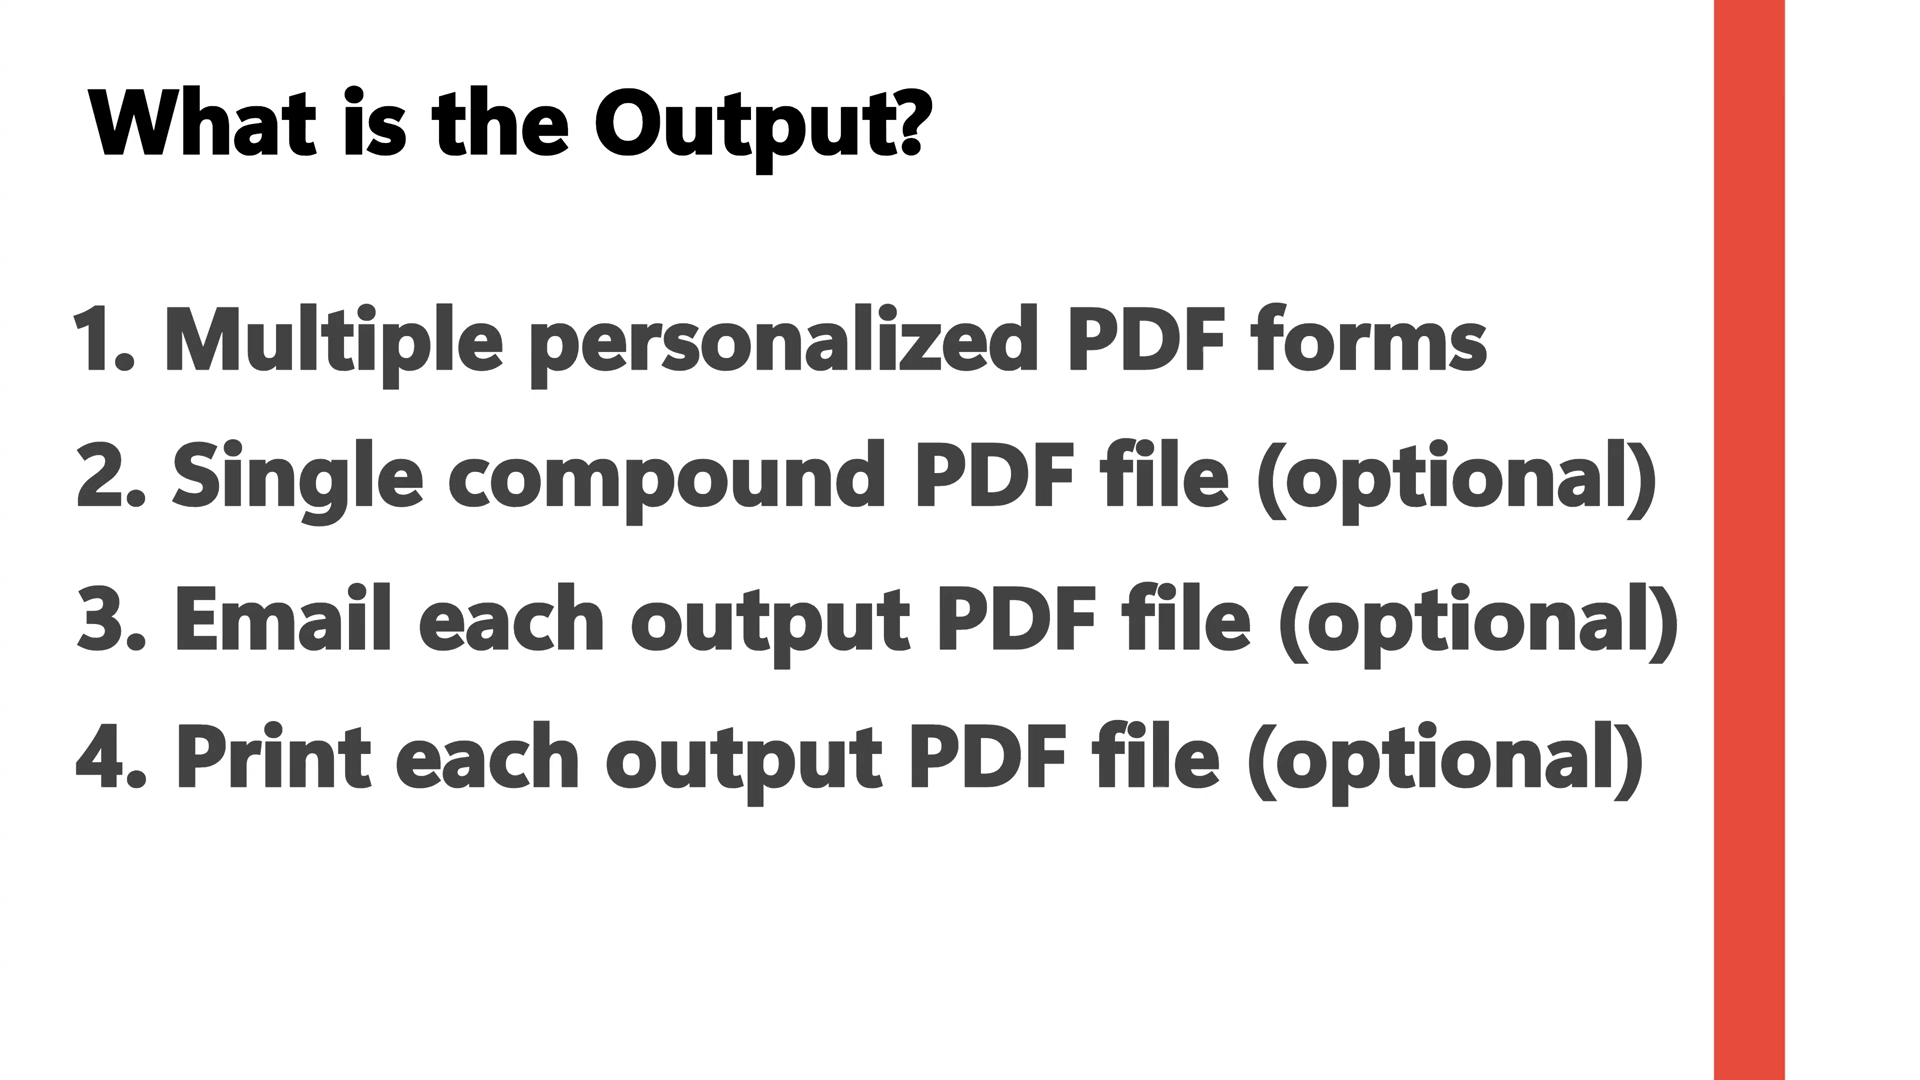 What is the Output?
1. Multiple personalized PDF forms
2. Single compound PDF file (optional)
3. Email each output PDF file (optional)
4. Print each output PDF file (optional)